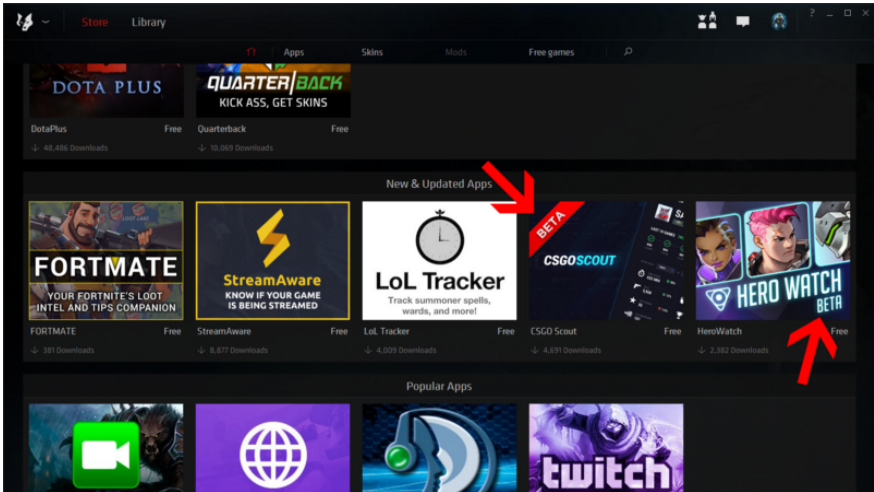 Store
Library
Apps
Skins
Mods
Free games
DOTA PLUS
QUARTERBACK
KICK ASS, GET SKINS
DotaPlus Free
Quarterback Free
48,486 Downloads
10,069 Downloads
New & Updated Apps
LOOT LAKE
FORTMATE
YOUR FORTNITE'S LOOT
INTEL AND TIPS COMPANION
StreamAware
KNOW IF YOUR GAME
IS BEING STREAMED
LoL Tracker
Track summoner spells,
wards, and more!
BETA
CSGOSCOUT
HERO WATCH
BETA
FORTMATE Free
StreamAware Free
LoL Tracker Free
CSGO Scout Free
HeroWatch Free
381 Downloads
8,877 Downloads
4,009 Downloads
4,691 Downloads
2,382 Downloads
Popular Apps
twitch